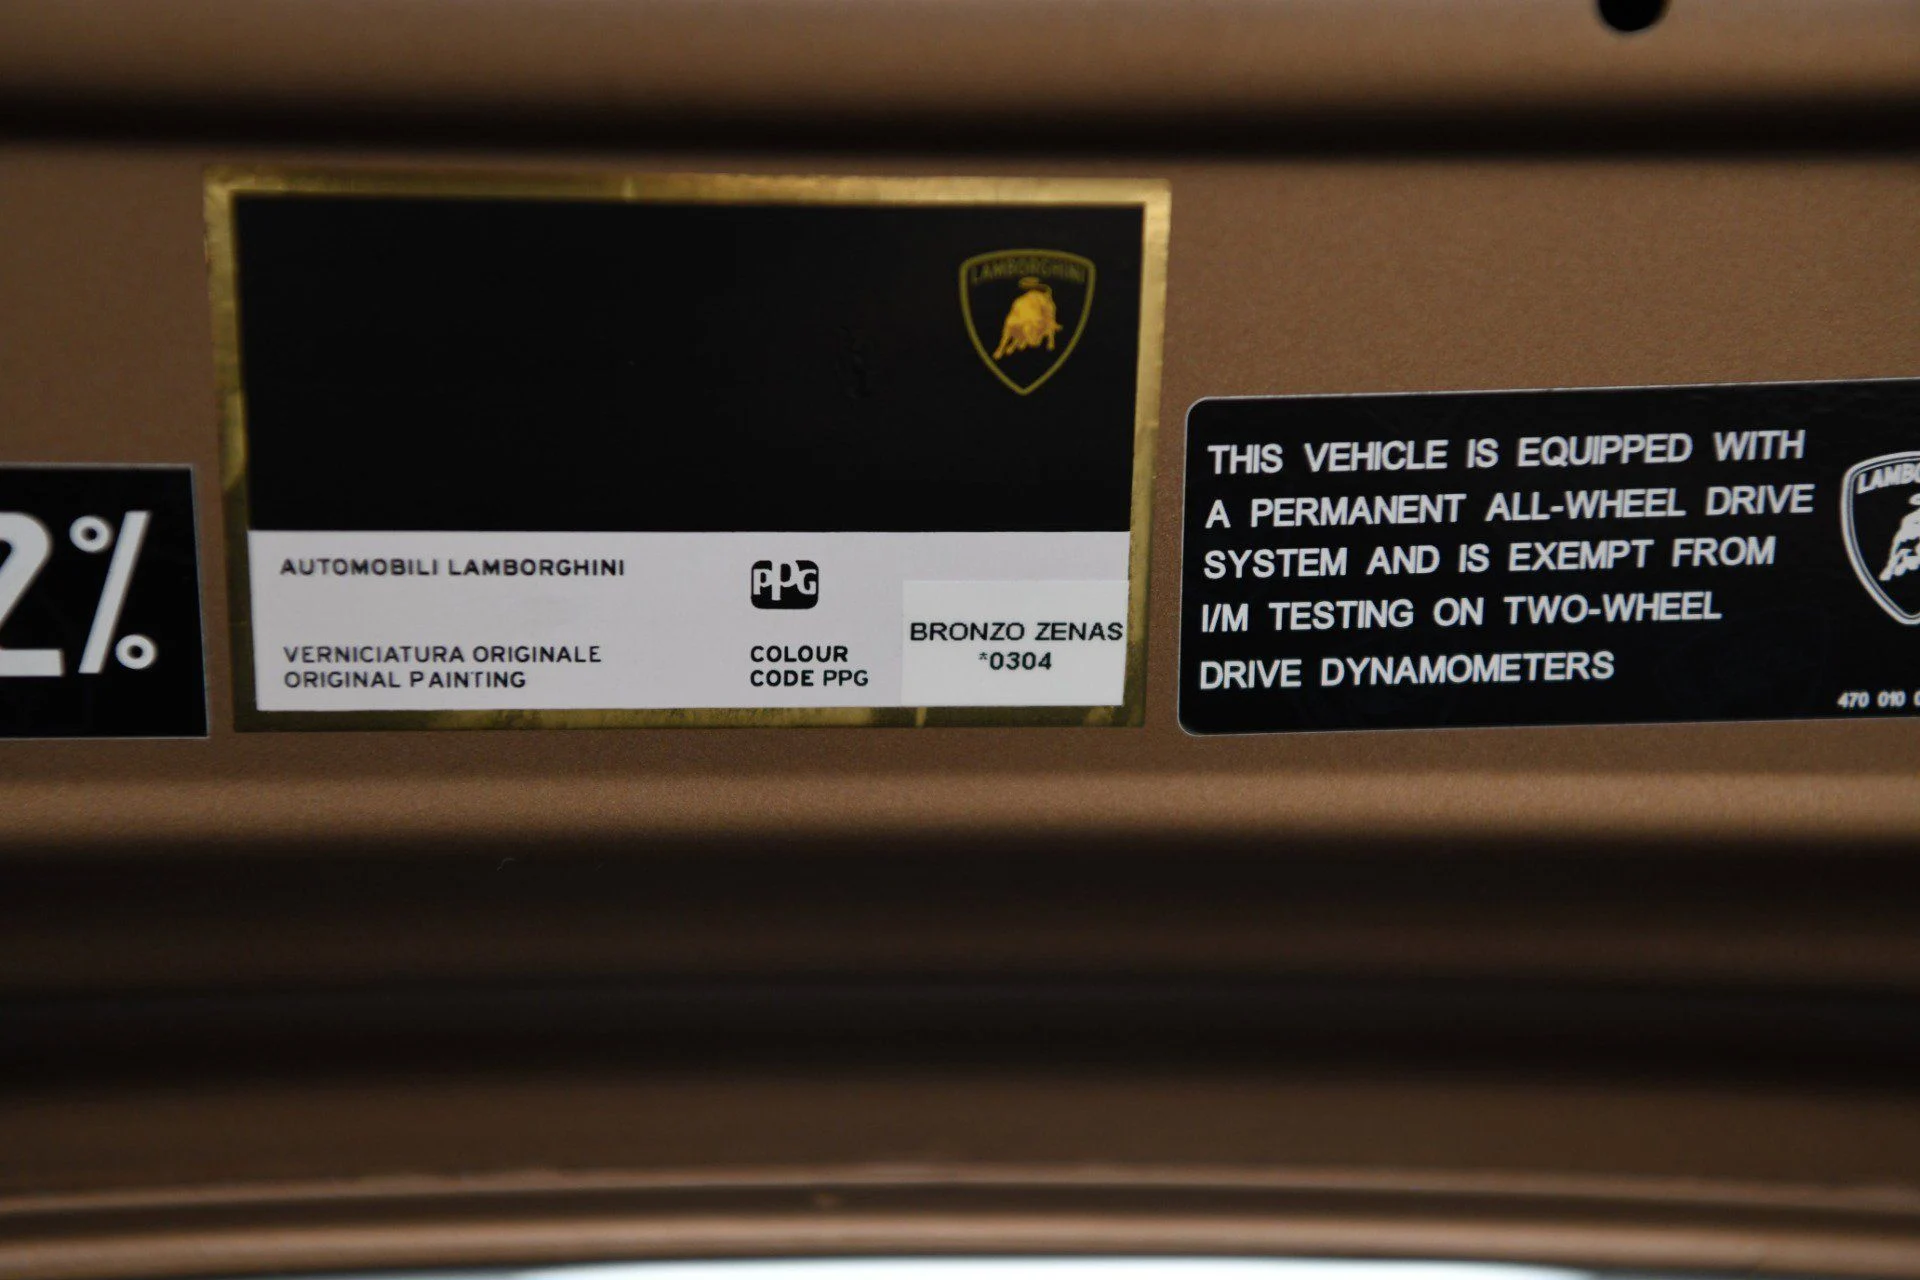 2%
LAMBORGHINI
AUTOMOBILI LAMBORGHINI
PPG
VERNICIATURA ORIGINALE
ORIGINAL PAINTING
COLOUR
CODE PPG
BRONZO ZENAS
*0304
THIS VEHICLE IS EQUIPPED WITH
A PERMANENT ALL-WHEEL DRIVE
SYSTEM AND IS EXEMPT FROM
I/M TESTING ON TWO-WHEEL
DRIVE DYNAMOMETERS
LAMBO
470 010